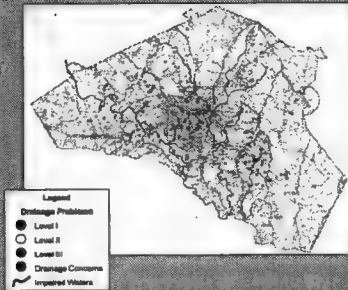 Legend
Drainage Problems
Level I
Level II
Level III
Drainage Concerns
Impaired Waters